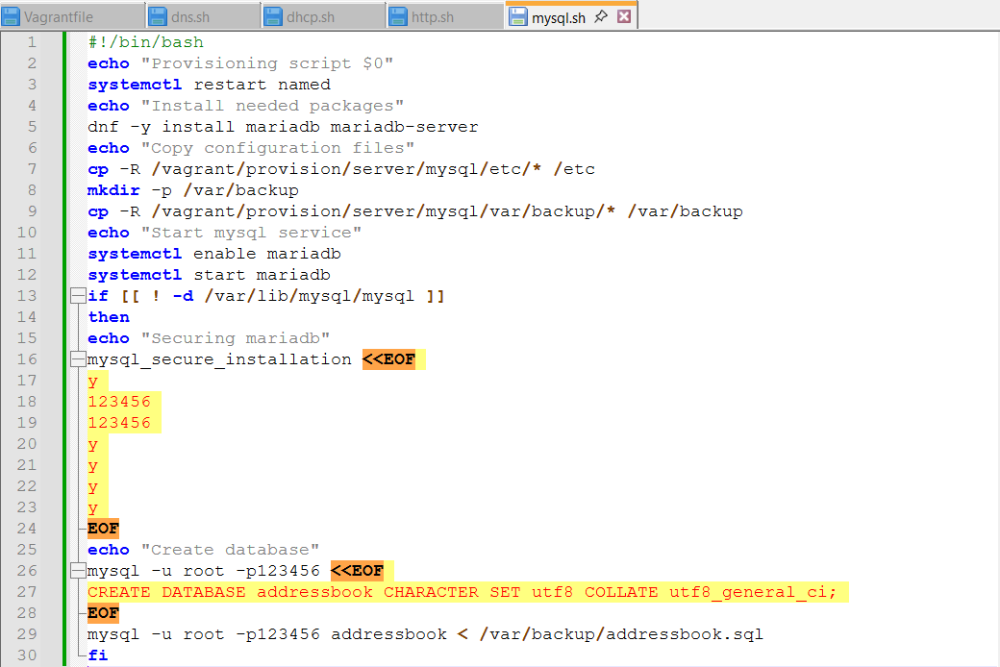 Vagrantfile dns.sh dhcp.sh http.sh mysql.sh
1 #!/bin/bash
2 echo "Provisioning script $0"
3 systemctl restart named
4 echo "Install needed packages"
5 dnf -y install mariadb mariadb-server
6 echo "Copy configuration files"
7 cp -R /vagrant/provision/server/mysql/etc/* /etc
8 mkdir -p /var/backup
9 cp -R /vagrant/provision/server/mysql/var/backup/* /var/backup
10 echo "Start mysql service"
11 systemctl enable mariadb
12 systemctl start mariadb
13 if [[ ! -d /var/lib/mysql/mysql ]]
14 then
15 echo "Securing mariadb"
16 mysql_secure_installation <<EOF
17 y
18 123456
19 123456
20 y
21 y
22 y
23 y
24 EOF
25 echo "Create database"
26 mysql -u root -p123456 <<EOF
27 CREATE DATABASE addressbook CHARACTER SET utf8 COLLATE utf8_general_ci;
28 EOF
29 mysql -u root -p123456 addressbook < /var/backup/addressbook.sql
30 fi